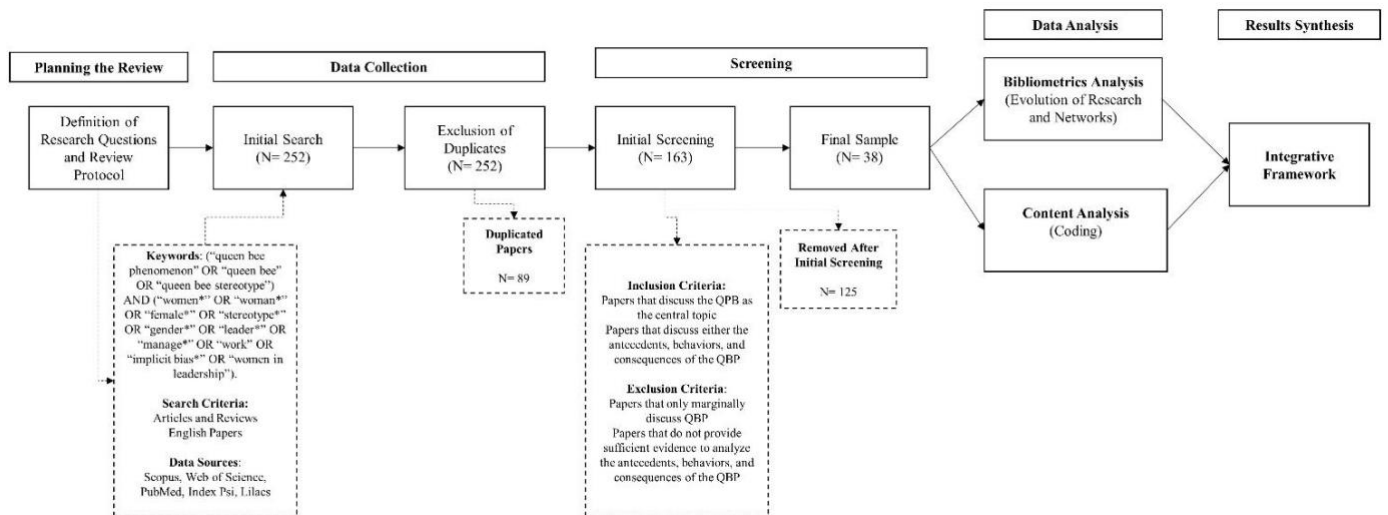 Planning the Review
Data Collection
Screening
Data Analysis
Results Synthesis
Definition of
Research Questions
and Review
Protocol
Initial Search
(N= 252)
Exclusion of
Duplicates
(N= 252)
Initial Screening
(N= 163)
Final Sample
(N= 38)
Bibliometrics Analysis
(Evolution of Research
and Networks)
Content Analysis
(Coding)
Integrative
Framework
Keywords: (“queen bee
phenomenon” OR “queen bee”
OR “queen bee stereotype”)
AND (“women*” OR “woman*”
OR “female*” OR “stereotype*”
OR “gender*” OR “leader*” OR
“manage*” OR “work” OR
“implicit bias*” OR “women in
leadership”).
Search Criteria:
Articles and Reviews
English Papers
Data Sources:
Scopus, Web of Science,
PubMed, Index Psi, Lilacs
Duplicated
Papers
N= 89
Inclusion Criteria:
Papers that discuss the QPB as
the central topic
Papers that discuss either the
antecedents, behaviors, and
consequences of the QBP
Exclusion Criteria:
Papers that only marginally
discuss QBP
Papers that do not provide
sufficient evidence to analyze
the antecedents, behaviors, and
consequences of the QBP
Removed After
Initial Screening
N= 125